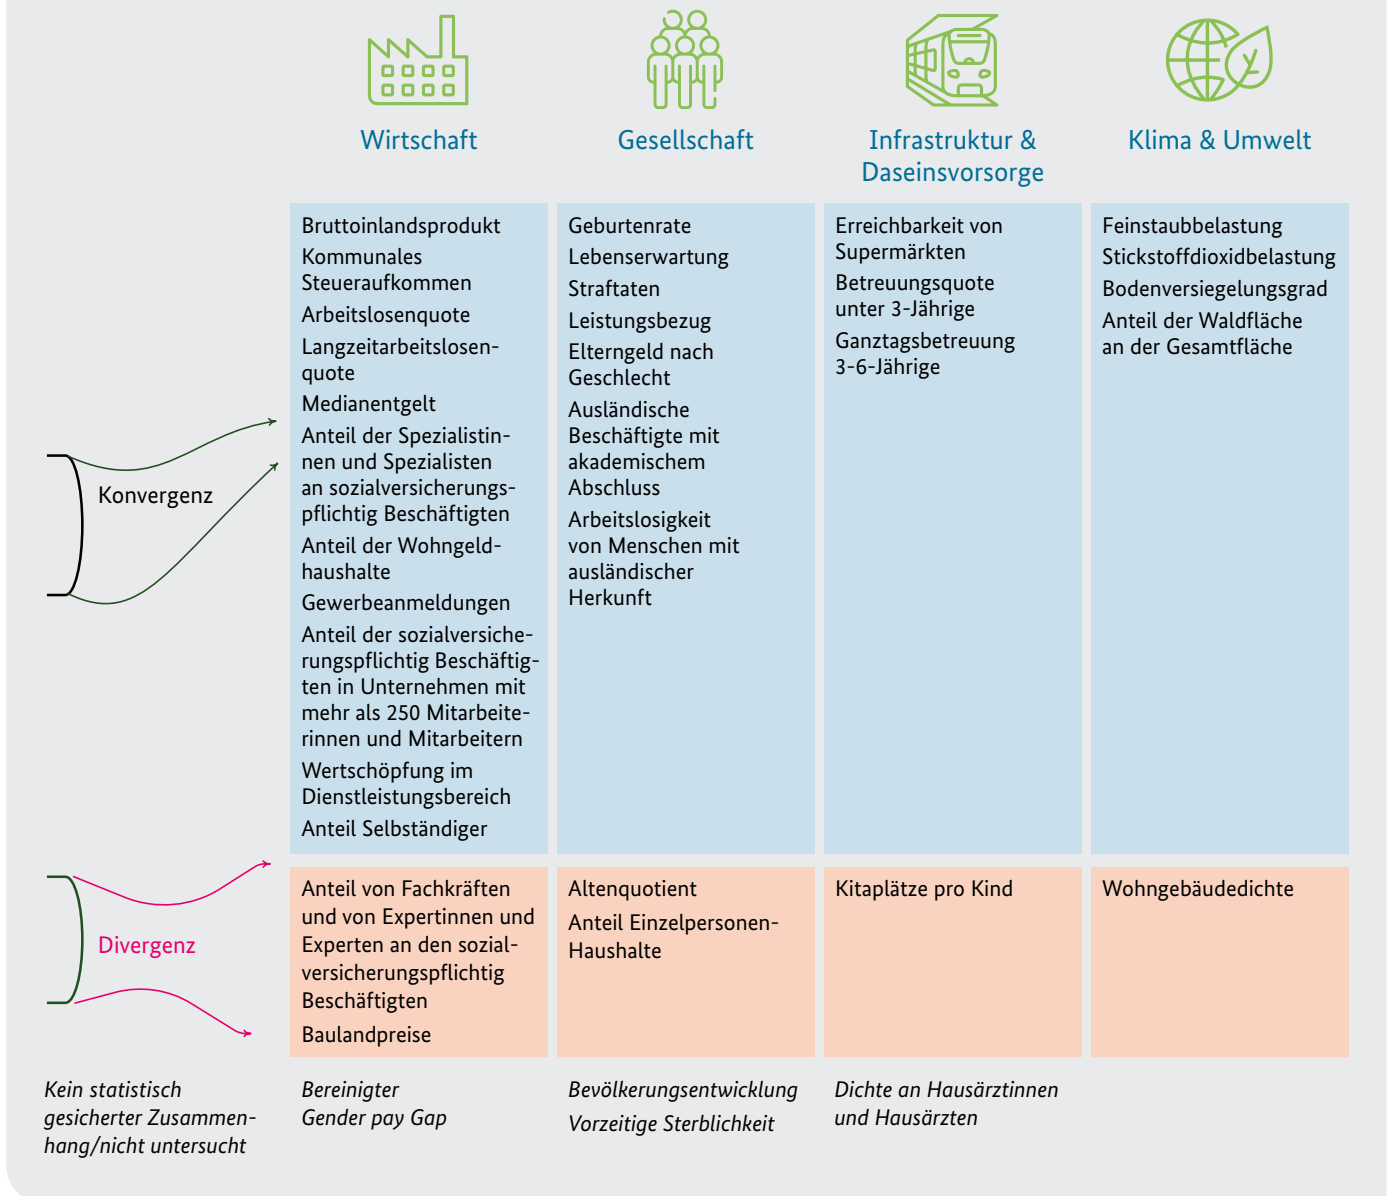 Wirtschaft
Gesellschaft
Infrastruktur &
Daseinsvorsorge
Klima & Umwelt
Konvergenz
Bruttoinlandsprodukt
Kommunales
Steueraufkommen
Arbeitslosenquote
Langzeitarbeitslosen-
quote
Medianentgelt
Anteil der Spezialistin-
nen und Spezialisten
an sozialversicherungs-
pflichtig Beschäftigten
Anteil der Wohngeld-
haushalte
Gewerbeanmeldungen
Anteil der sozialversiche-
rungspflichtig Beschäftig-
ten in Unternehmen mit
mehr als 250 Mitarbeite-
rinnen und Mitarbeitern
Wertschöpfung im
Dienstleistungsbereich
Anteil Selbständiger
Geburtenrate
Lebenserwartung
Straftaten
Leistungsbezug
Elterngeld nach
Geschlecht
Ausländische
Beschäftigte mit
akademischem
Abschluss
Arbeitslosigkeit
von Menschen mit
ausländischer
Herkunft
Erreichbarkeit von
Supermärkten
Betreuungsquote
unter 3-Jährige
Ganztagsbetreuung
3-6-Jährige
Feinstaubbelastung
Stickstoffdioxidbelastung
Bodenversiegelungsgrad
Anteil der Waldfläche
an der Gesamtfläche
Divergenz
Anteil von Fachkräften
und von Expertinnen und
Experten an den sozial-
versicherungspflichtig
Beschäftigten
Baulandpreise
Altenquotient
Anteil Einzelpersonen-
Haushalte
Kitaplätze pro Kind
Wohngebäudedichte
Kein statistisch
gesicherter Zusammen-
hang/nicht untersucht
Bereinigter
Gender pay Gap
Bevölkerungsentwicklung
Vorzeitige Sterblichkeit
Dichte an Hausärztinnen
und Hausärzten